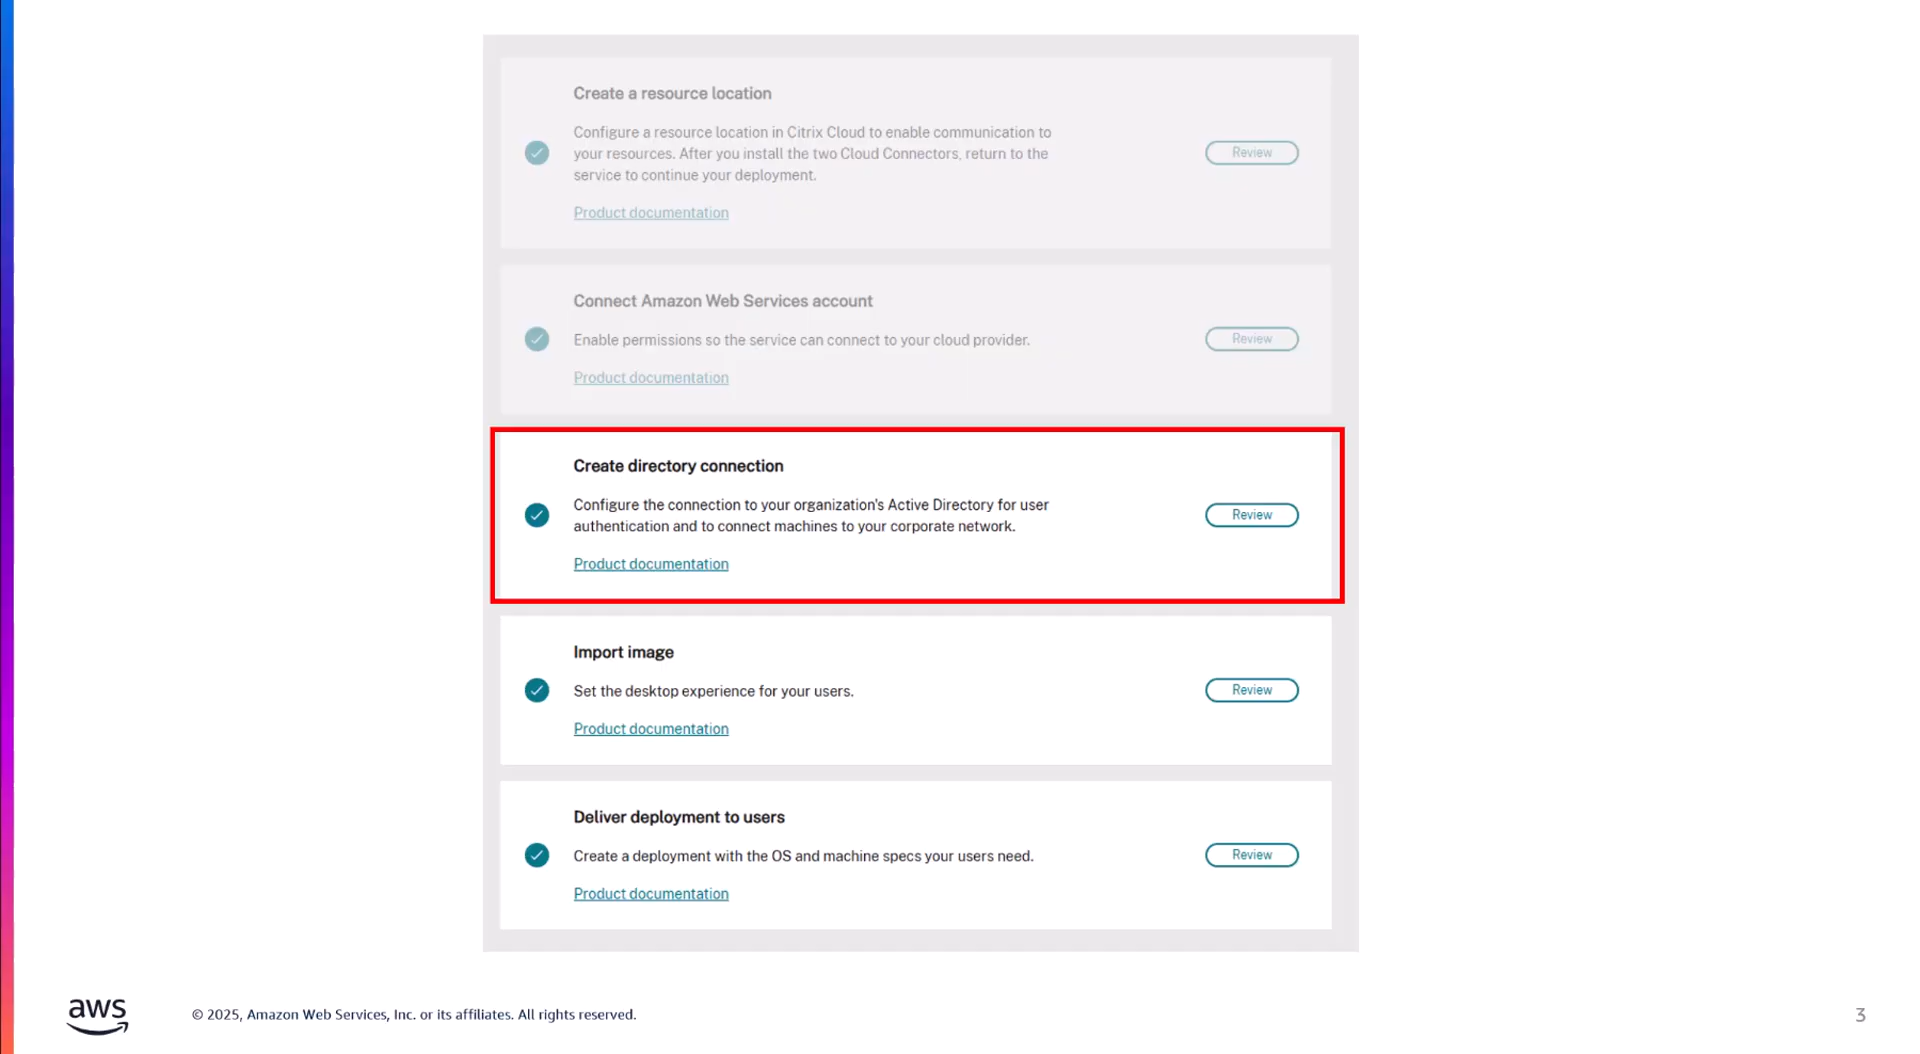 Create a resource location
Configure a resource location in Citrix Cloud to enable communication to
your resources. After you install the two Cloud Connectors, return to the
service to continue your deployment.
Review
Product documentation
Connect Amazon Web Services account
Enable permissions so the service can connect to your cloud provider.
Review
Product documentation
Create directory connection
Configure the connection to your organization's Active Directory for user
authentication and to connect machines to your corporate network.
Review
Product documentation
Import image
Set the desktop experience for your users.
Review
Product documentation
Deliver deployment to users
Create a deployment with the OS and machine specs your users need.
Review
Product documentation
aws
© 2025, Amazon Web Services, Inc. or its affiliates. All rights reserved.
3